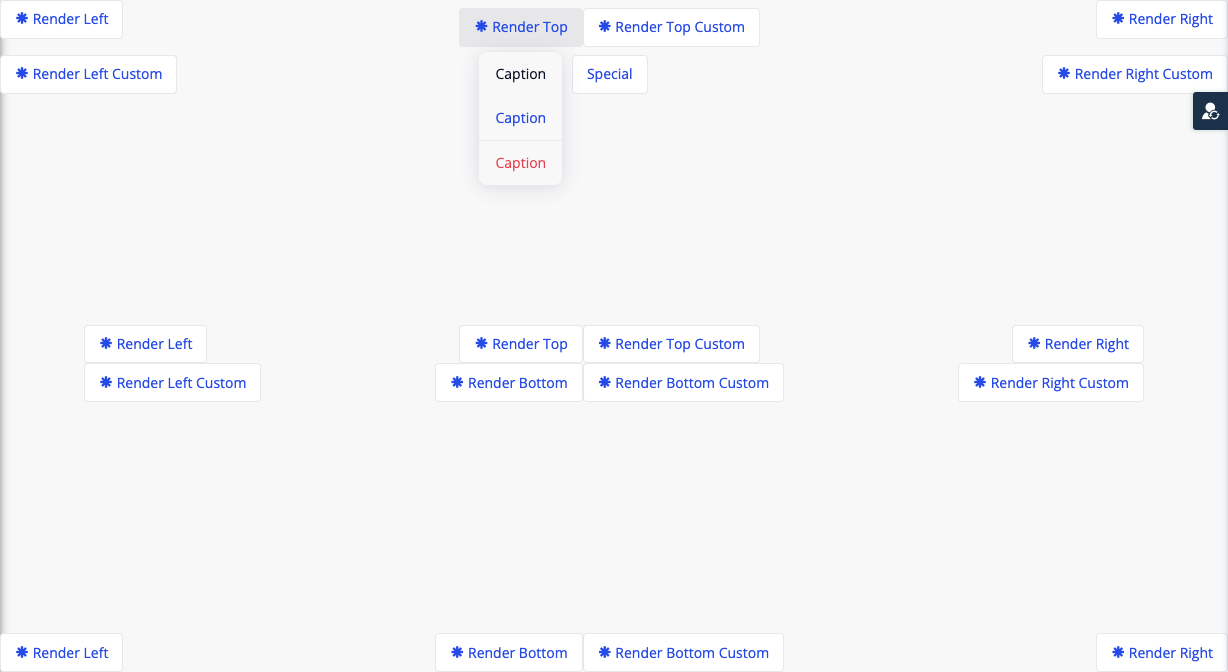 Render Left
Render Top
Render Top Custom
Render Right
Render Left Custom
Caption
Special
Render Right Custom
Caption
Caption
Render Left
Render Top
Render Top Custom
Render Right
Render Left Custom
Render Bottom
Render Bottom Custom
Render Right Custom
Render Left
Render Bottom
Render Bottom Custom
Render Right